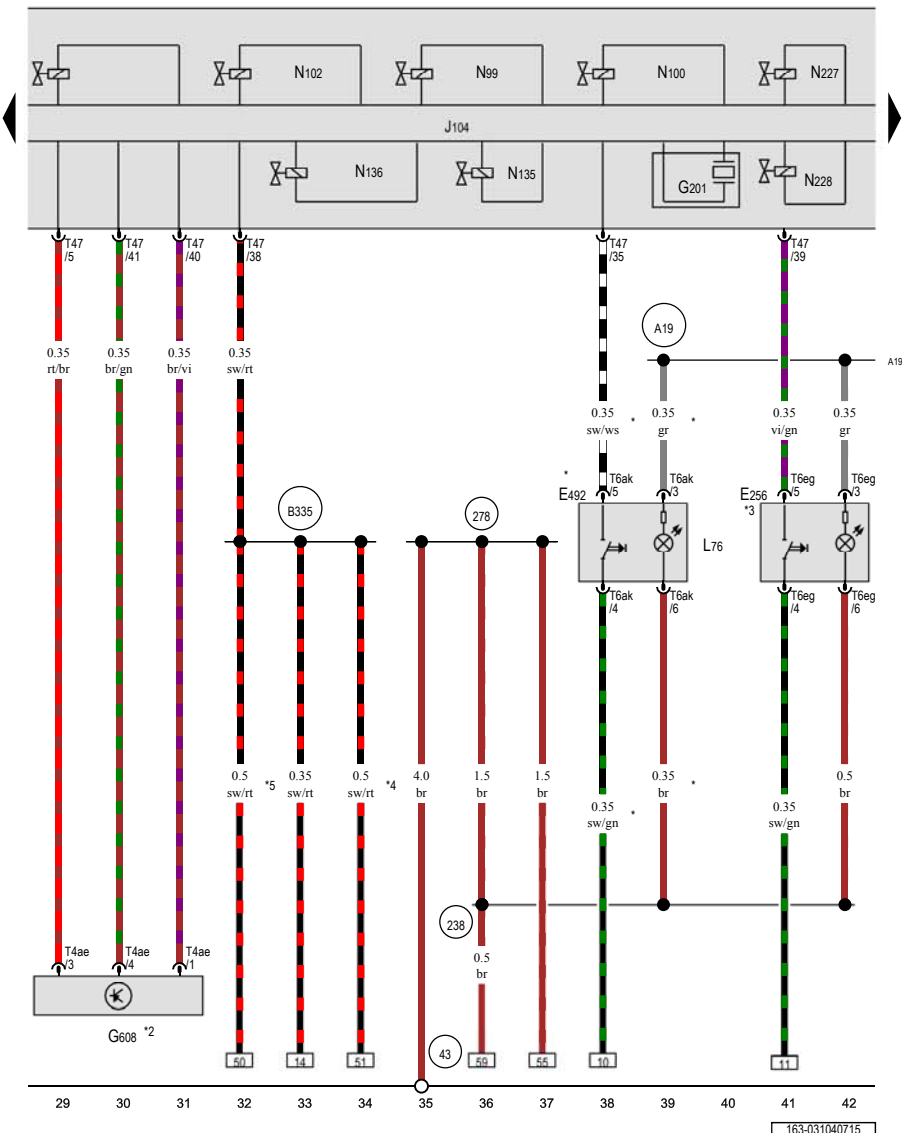 N102
N99
N100
N227
J104
N136
N135
G201
N228
T47
/5
T47
/41
T47
/40
T47
/38
T47
/35
T47
/39
A19
A19
0.35
rt/br
0.35
br/gn
0.35
br/vi
0.35
sw/rt
0.35
sw/ws
*
0.35
gr
*
0.35
vi/gn
0.35
gr
*
E492
T6ak
/5
T6ak
/3
E256
*3
T6eg
/5
T6eg
/3
B335
278
L76
T6ak
/4
T6ak
/6
T6eg
/4
T6eg
/6
0.5
sw/rt
*5
0.35
sw/rt
0.5
sw/rt
*4
4.0
br
1.5
br
1.5
br
0.35
sw/gn
*
0.35
br
*
0.35
sw/gn
0.5
br
238
0.5
br
T4ae
/3
T4ae
/4
T4ae
/1
G608 *2
50
14
51
43
59
55
10
11
29 30 31 32 33 34 35 36 37 38 39 40 41 42
163-031040715